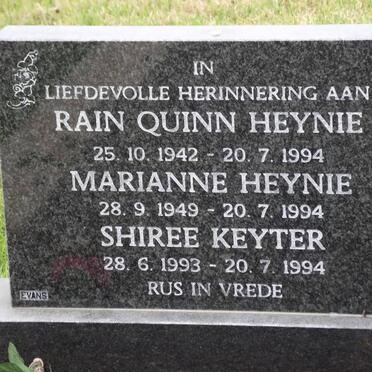 IN
LIEFDEVOLLE HERINNERING AAN
RAIN QUINN HEYNIE
25. 10. 1942 - 20. 7. 1994
MARIANNE HEYNIE
28. 9. 1949 - 20. 7. 1994
SHIREE KEYTER
28. 6. 1993 - 20. 7. 1994
RUS IN VREDE
EVANS